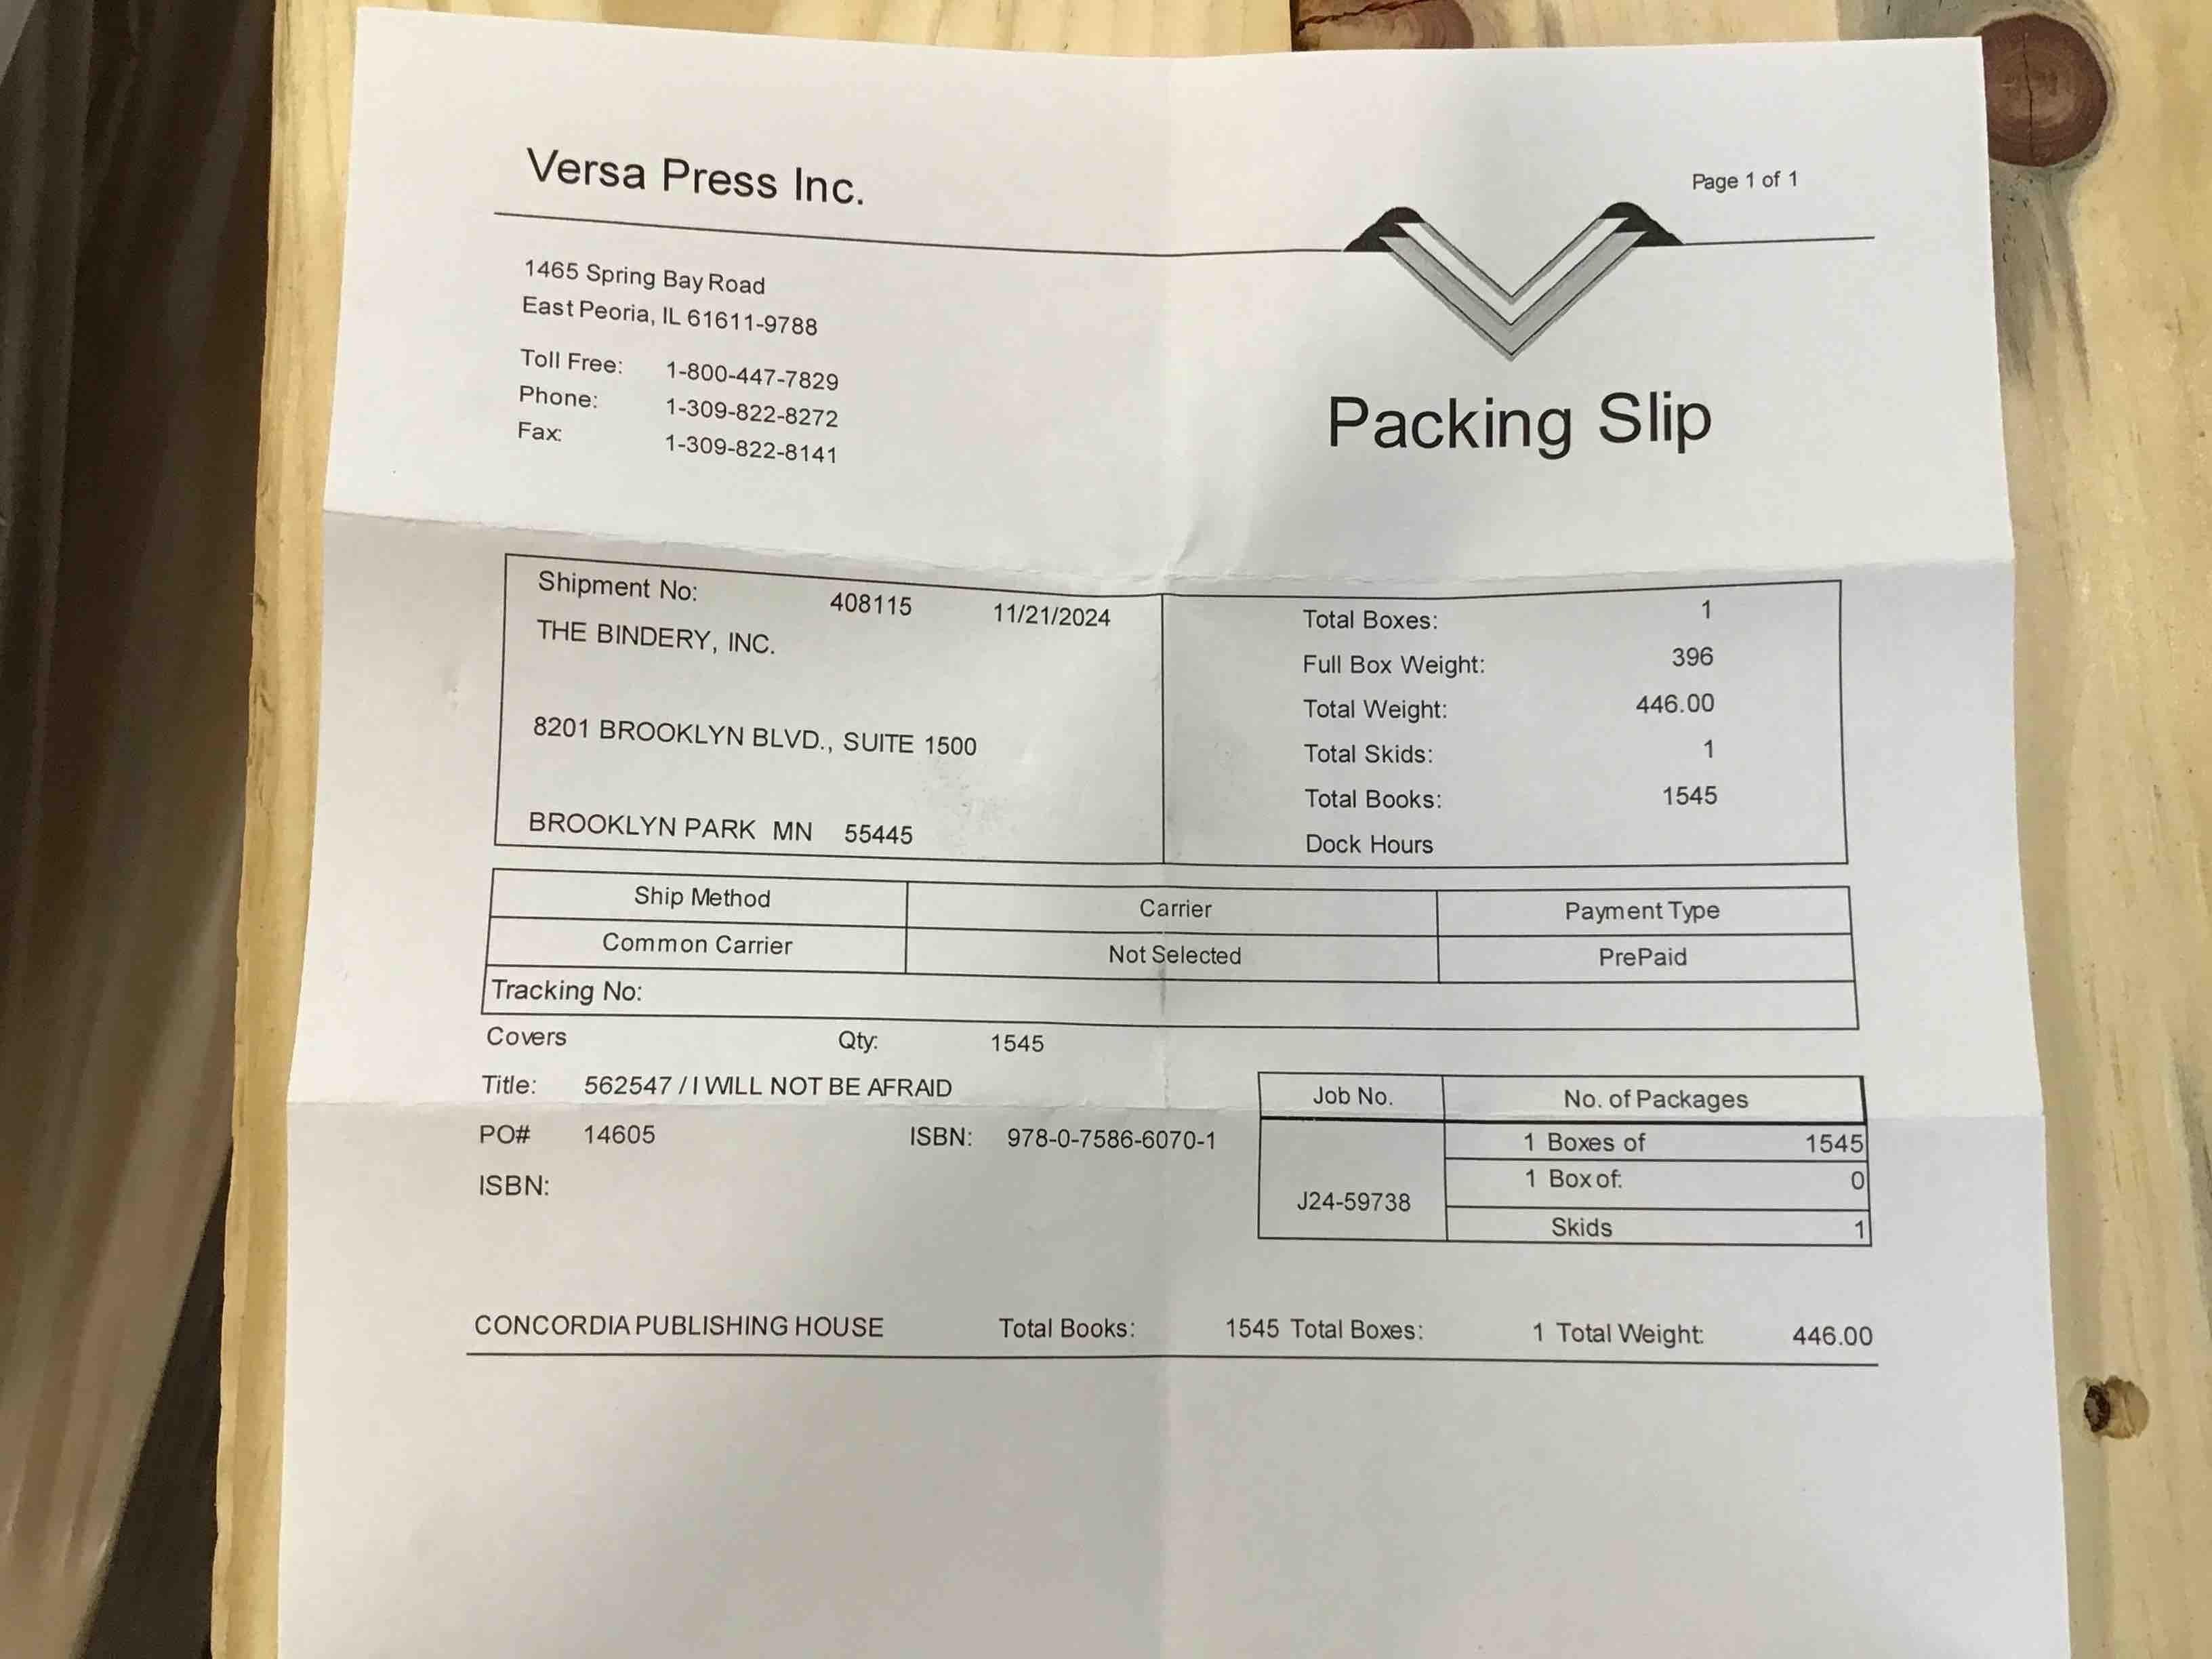 Versa Press Inc.
Page 1 of 1
1465 Spring Bay Road
East Peoria, IL 61611-9788
Toll Free: 1-800-447-7829
Phone: 1-309-822-8272
Fax: 1-309-822-8141
Packing Slip
Shipment No: 408115 11/21/2024
THE BINDERY, INC.
8201 BROOKLYN BLVD., SUITE 1500
BROOKLYN PARK MN 55445
Total Boxes: 1
Full Box Weight: 396
Total Weight: 446.00
Total Skids: 1
Total Books: 1545
Dock Hours
Ship Method Carrier Payment Type
Common Carrier Not Selected PrePaid
Tracking No:
Covers Qty: 1545
Title: 562547 / I WILL NOT BE AFRAID
PO# 14605 ISBN: 978-0-7586-6070-1
ISBN:
Job No. No. of Packages
J24-59738
1 Boxes of 1545
1 Box of: 0
Skids 1
CONCORDIA PUBLISHING HOUSE Total Books: 1545 Total Boxes: 1 Total Weight: 446.00